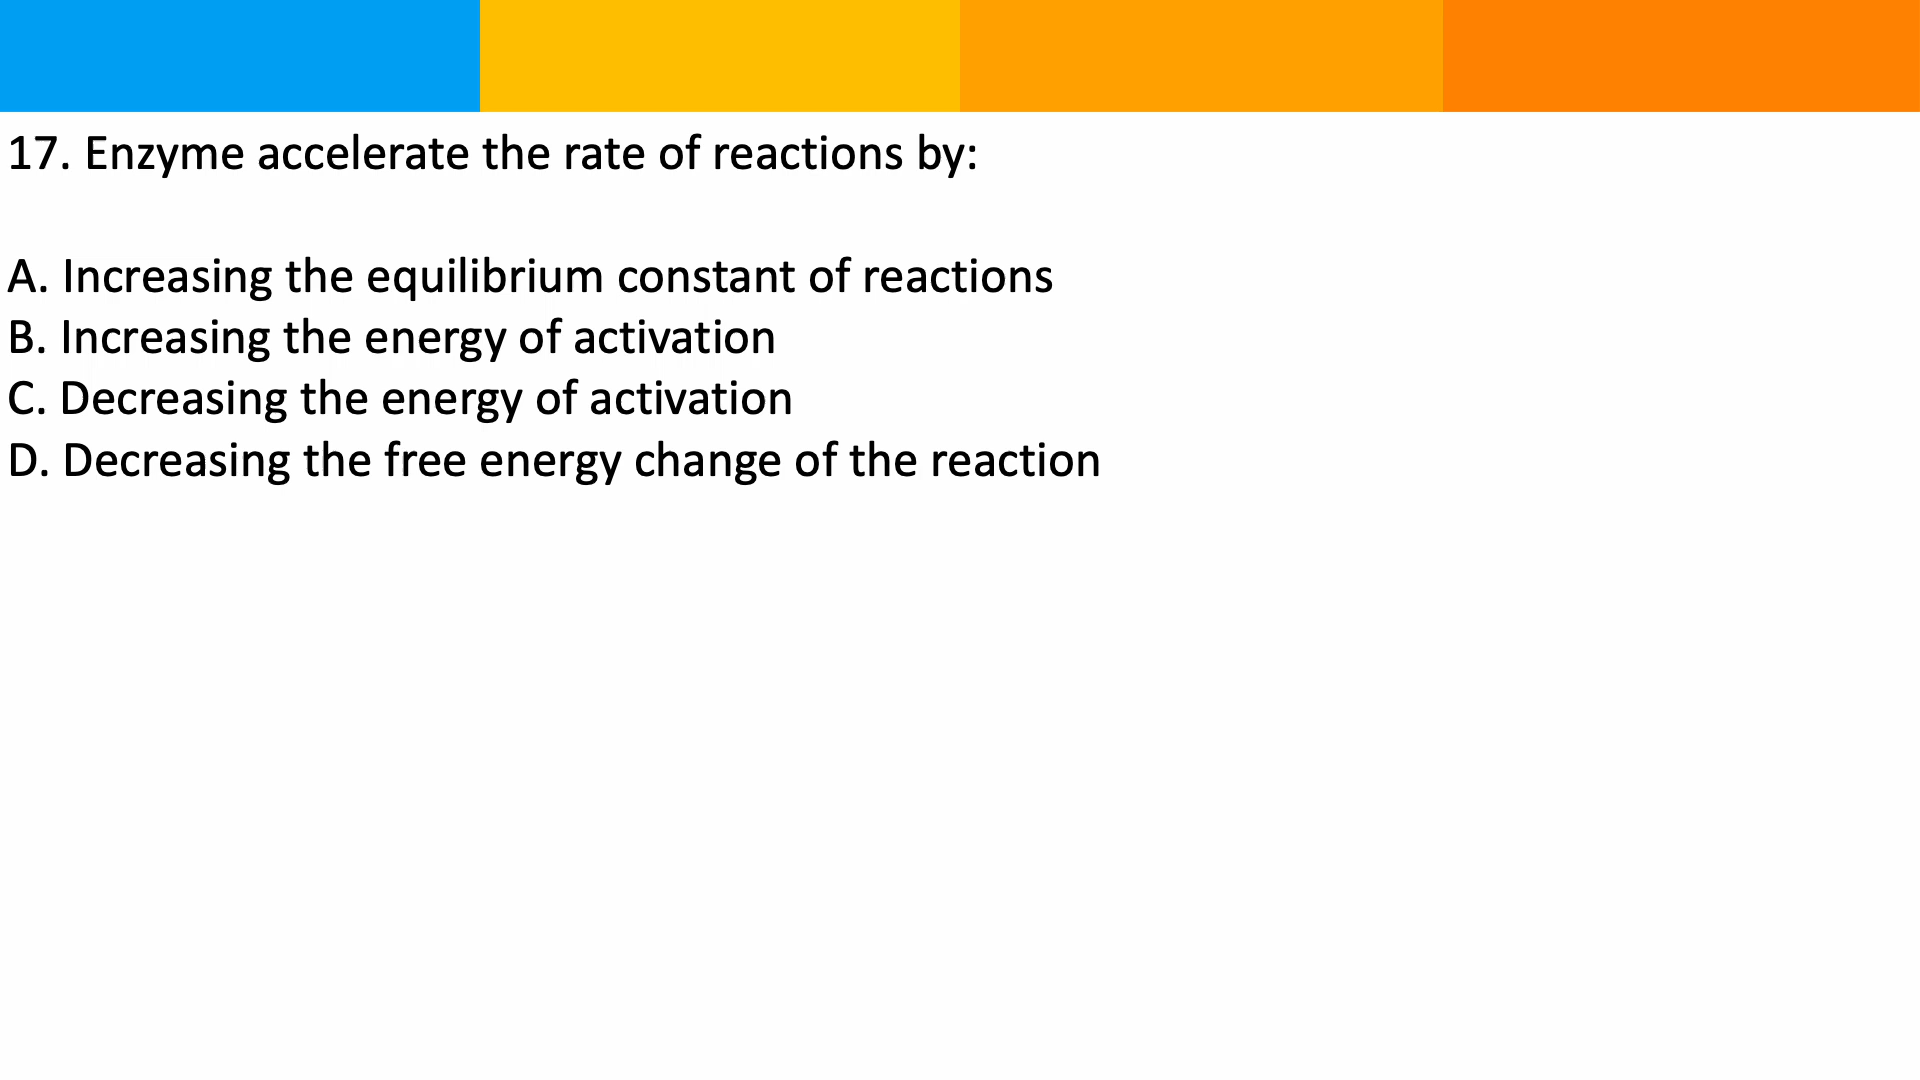 17. Enzyme accelerate the rate of reactions by:
A. Increasing the equilibrium constant of reactions
B. Increasing the energy of activation
C. Decreasing the energy of activation
D. Decreasing the free energy change of the reaction